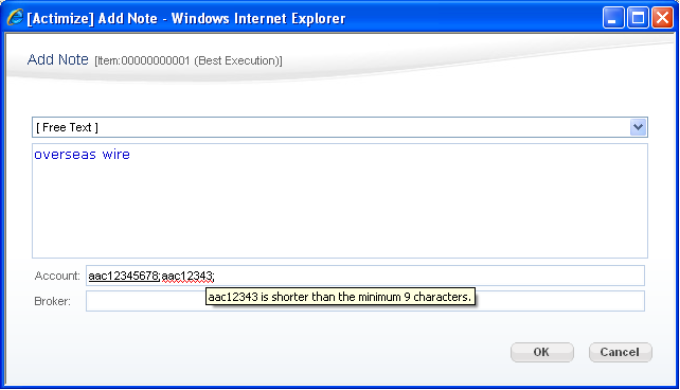 [Actimize] Add Note - Windows Internet Explorer
Add Note [Item:00000000001 (Best Execution)]
[ Free Text ]
overseas wire
Account: aac12345678;aac12343;
aac12343 is shorter than the minimum 9 characters.
Broker:
OK Cancel